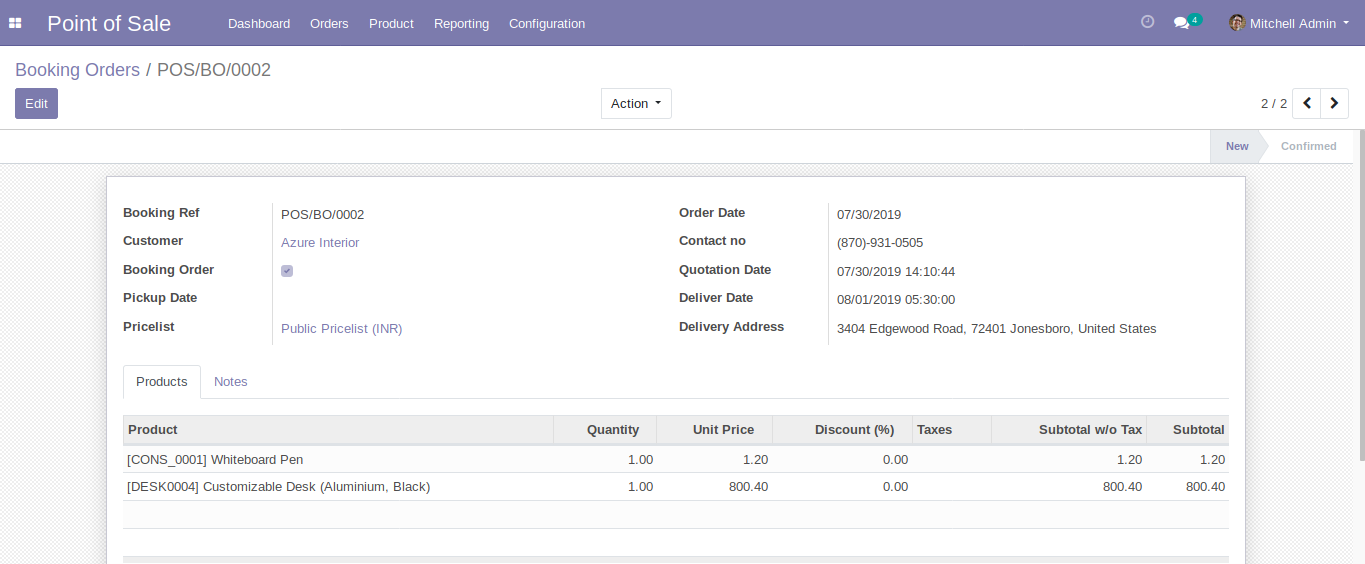 Point of Sale Dashboard Orders Product Reporting Configuration 4 Mitchell Admin
Booking Orders / POS/BO/0002
Edit Action 2 / 2
New Confirmed
Booking Ref POS/BO/0002 Order Date 07/30/2019
Customer Azure Interior Contact no (870)-931-0505
Booking Order Quotation Date 07/30/2019 14:10:44
Pickup Date Deliver Date 08/01/2019 05:30:00
Pricelist Public Pricelist (INR) Delivery Address 3404 Edgewood Road, 72401 Jonesboro, United States
Products Notes
Product Quantity Unit Price Discount (%) Taxes Subtotal w/o Tax Subtotal
[CONS_0001] Whiteboard Pen 1.00 1.20 0.00 1.20 1.20
[DESK0004] Customizable Desk (Aluminium, Black) 1.00 800.40 0.00 800.40 800.40